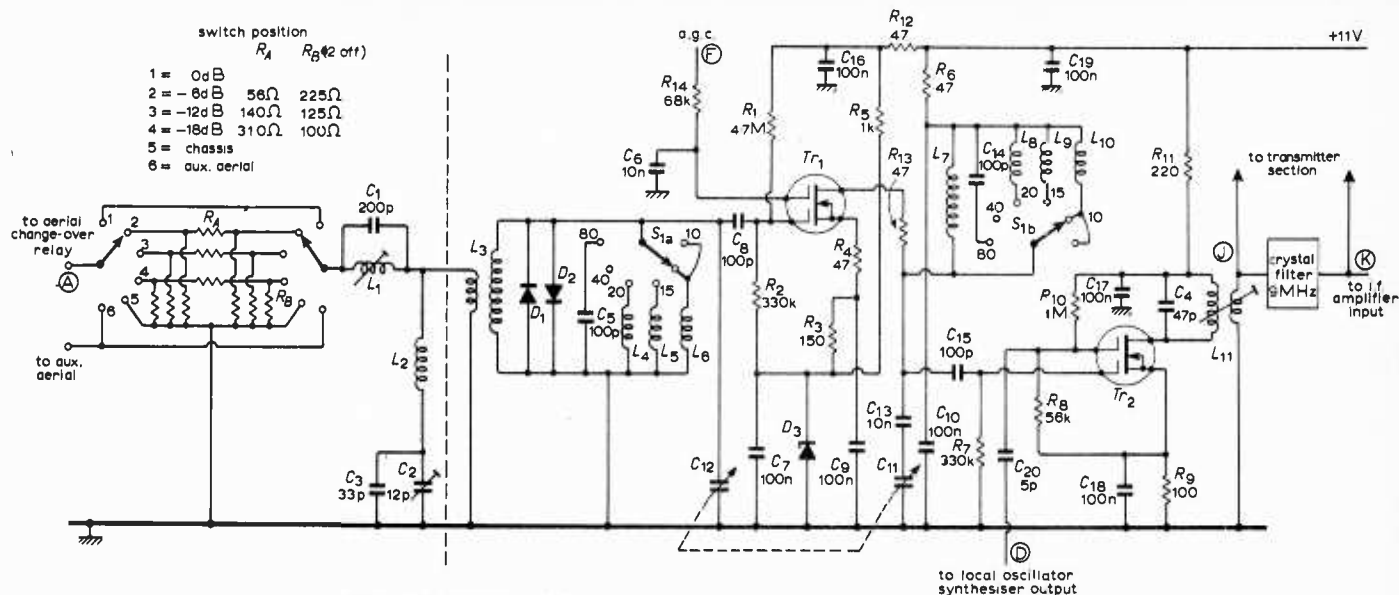 switch position
R_A R_B (2 off)
1 = 0dB
2 = -6dB 56Ω 225Ω
3 = -12dB 140Ω 125Ω
4 = -18dB 310Ω 100Ω
5 = chassis
6 = aux. aerial
to aerial
change-over
relay
A
1
2
3
4
5
6
R_A
R_B
to aux.
aerial
C1
200p
L1
L2
C3
33p
C2
12p
L3
D1
D2
C5
100p
80
40
20
15
10
S1a
L4
L5
L6
C12
a.g.c.
F
R14
68k
C6
10n
R1
47M
C16
100n
R5
1k
R12
47
Tr1
C8
100p
R2
330k
R4
47
R3
150
C7
100n
D3
C9
100n
R13
47
R6
47
C19
100n
+11V
L7
C14
100p
L8
L9
L10
40
80
20
15
10
S1b
C15
100p
C13
10n
C11
C10
100n
R7
330k
R11
220
R10
1M
C17
100n
C4
47p
L11
Tr2
R8
56k
C20
5p
C18
100n
R9
100
D
to local oscillator
synthesiser output
to transmitter
section
J
crystal
filter
9MHz
K
to i.f.
amplifier
input